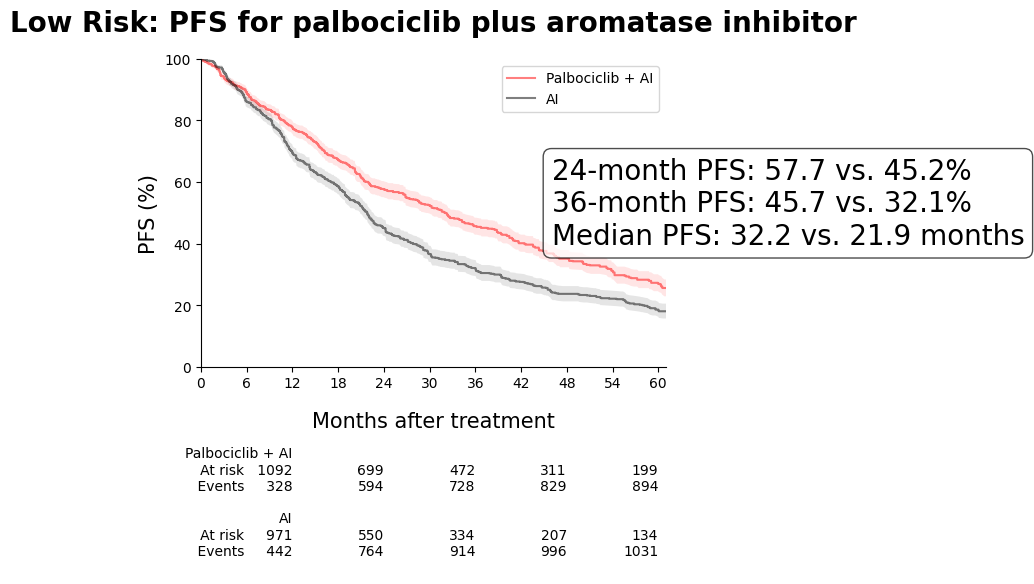 Low Risk: PFS for palbociclib plus aromatase inhibitor
100
80
60
40
20
0
PFS (%)
Palbociclib + AI
AI
24-month PFS: 57.7 vs. 45.2%
36-month PFS: 45.7 vs. 32.1%
Median PFS: 32.2 vs. 21.9 months
0 6 12 18 24 30 36 42 48 54 60
Months after treatment
Palbociclib + AI
At risk 1092 699 472 311 199
Events 328 594 728 829 894
AI
At risk 971 550 334 207 134
Events 442 764 914 996 1031